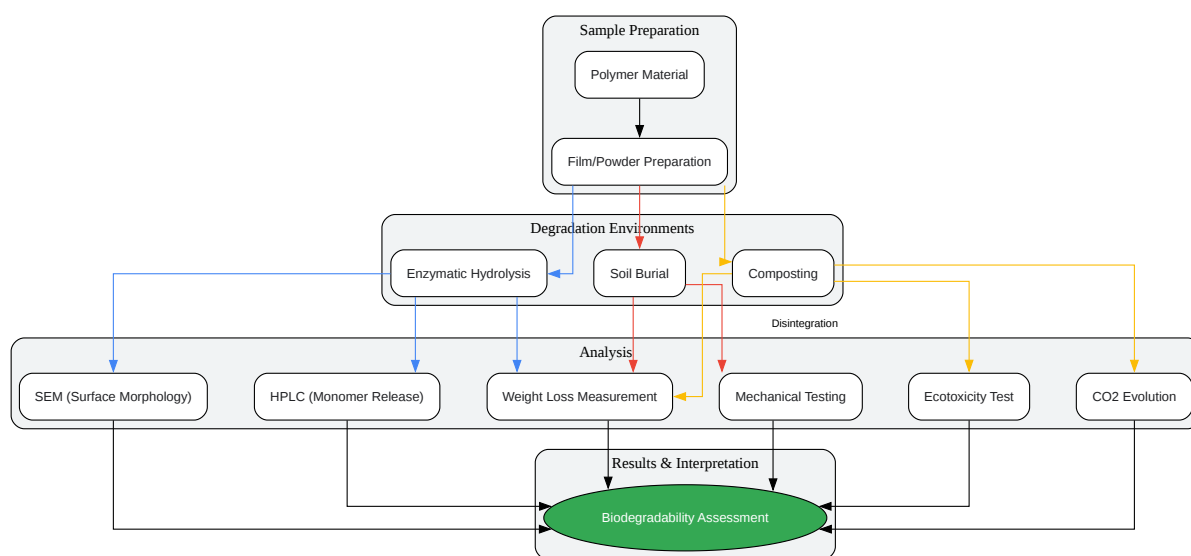 Sample Preparation
Polymer Material
Film/Powder Preparation
Degradation Environments
Enzymatic Hydrolysis
Soil Burial
Composting
Disintegration
Analysis
SEM (Surface Morphology)
HPLC (Monomer Release)
Weight Loss Measurement
Mechanical Testing
Ecotoxicity Test
CO2 Evolution
Results & Interpretation
Biodegradability Assessment